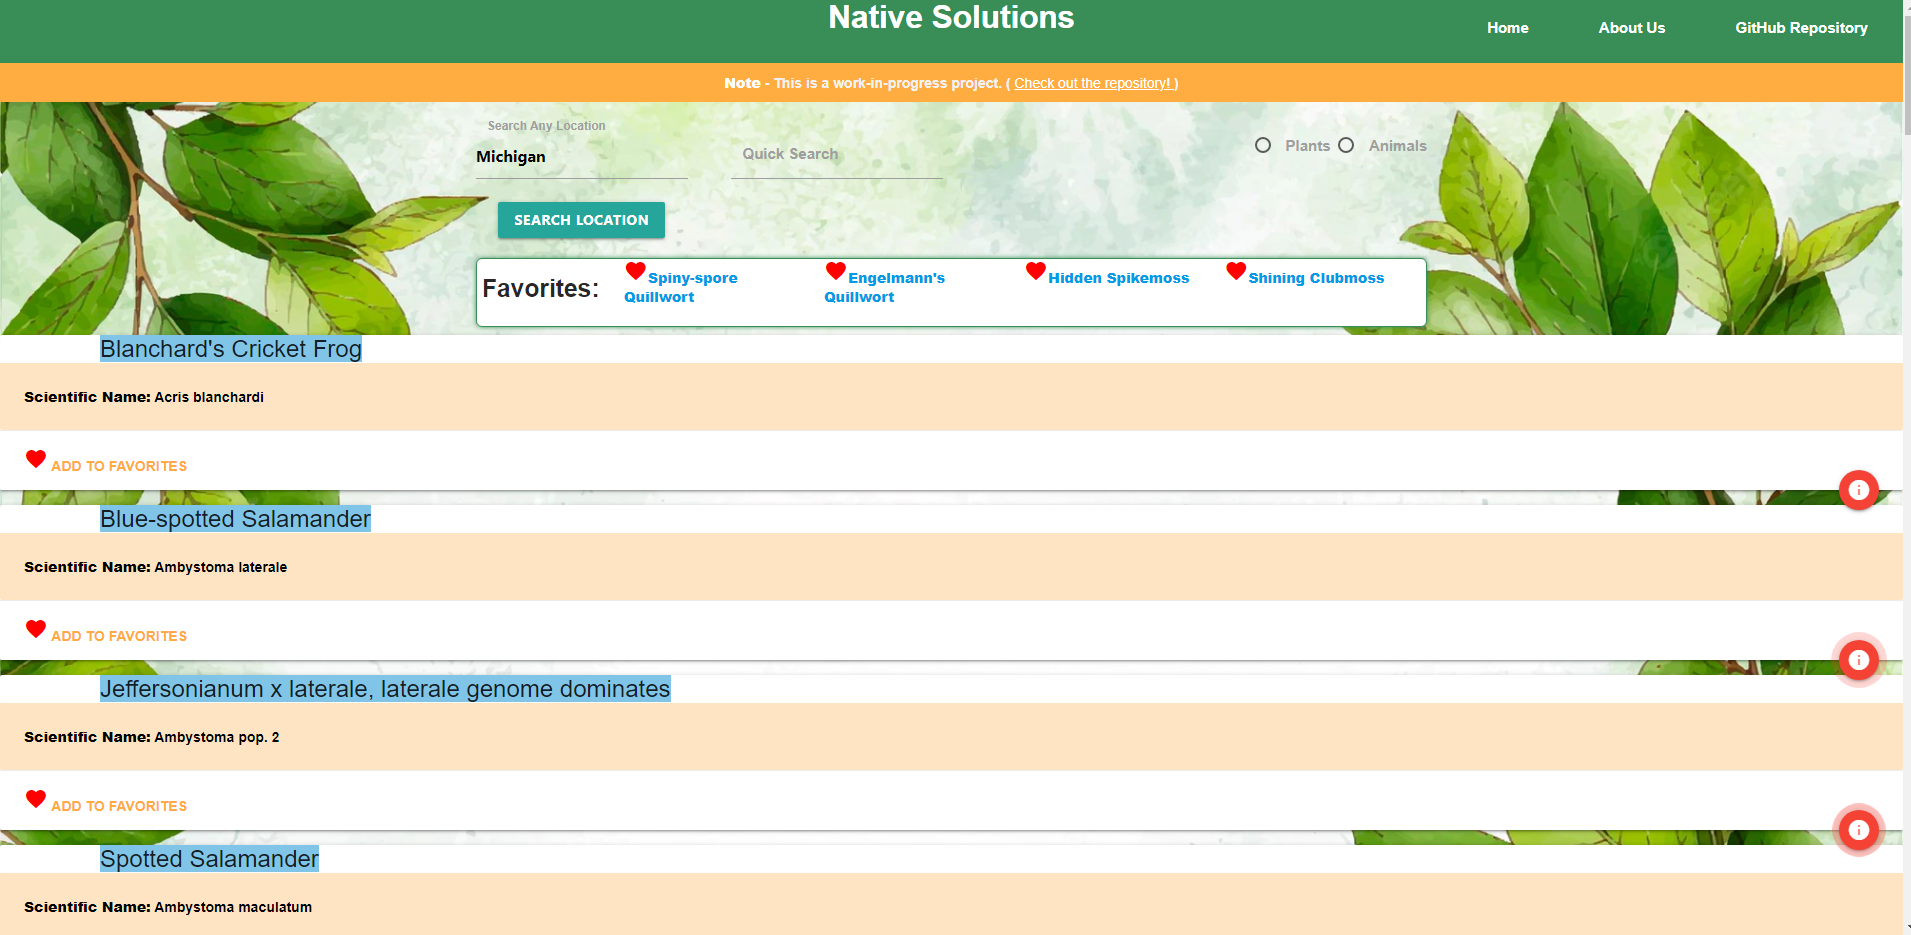 Native Solutions
Home
About Us
GitHub Repository
Note - This is a work-in-progress project. ( Check out the repository! )
Search Any Location
Michigan
Quick Search
Plants
Animals
SEARCH LOCATION
Favorites:
Spiny-spore
Quillwort
Engelmann's
Quillwort
Hidden Spikemoss
Shining Clubmoss
Blanchard's Cricket Frog
Scientific Name: Acris blanchardi
ADD TO FAVORITES
Blue-spotted Salamander
Scientific Name: Ambystoma laterale
ADD TO FAVORITES
Jeffersonianum x laterale, laterale genome dominates
Scientific Name: Ambystoma pop. 2
ADD TO FAVORITES
Spotted Salamander
Scientific Name: Ambystoma maculatum